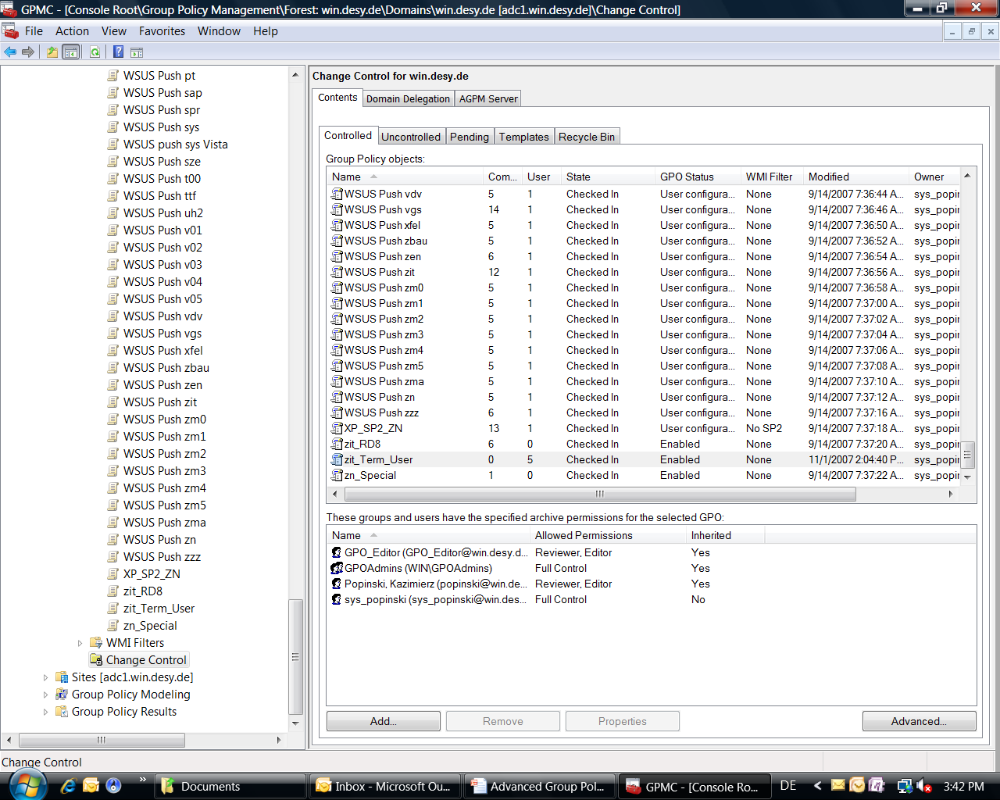 GPMC - [Console Root\Group Policy Management\Forest: win.desy.de\Domains\win.desy.de [adc1.win.desy.de]\Change Control]
File Action View Favorites Window Help
WSUS Push pt
WSUS Push sap
WSUS Push spr
WSUS Push sys
WSUS push sys Vista
WSUS Push sze
WSUS Push t00
WSUS Push ttf
WSUS Push uh2
WSUS Push v01
WSUS Push v02
WSUS Push v03
WSUS Push v04
WSUS Push v05
WSUS Push vdv
WSUS Push vgs
WSUS Push xfel
WSUS Push zbau
WSUS Push zen
WSUS Push zit
WSUS Push zm0
WSUS Push zm1
WSUS Push zm2
WSUS Push zm3
WSUS Push zm4
WSUS Push zm5
WSUS Push zma
WSUS Push zn
WSUS Push zzz
XP_SP2_ZN
zit_RD8
zit_Term_User
zn_Special
WMI Filters
Change Control
Sites [adc1.win.desy.de]
Group Policy Modeling
Group Policy Results
Change Control for win.desy.de
Contents Domain Delegation AGPM Server
Controlled Uncontrolled Pending Templates Recycle Bin
Group Policy objects:
Name Com... User State GPO Status WMI Filter Modified Owner
WSUS Push vdv 5 1 Checked In User configura... None 9/14/2007 7:36:44 A... sys_popir
WSUS Push vgs 14 1 Checked In User configura... None 9/14/2007 7:36:46 A... sys_popir
WSUS Push xfel 5 1 Checked In User configura... None 9/14/2007 7:36:50 A... sys_popir
WSUS Push zbau 5 1 Checked In User configura... None 9/14/2007 7:36:52 A... sys_popir
WSUS Push zen 6 1 Checked In User configura... None 9/14/2007 7:36:54 A... sys_popir
WSUS Push zit 12 1 Checked In User configura... None 9/14/2007 7:36:56 A... sys_popir
WSUS Push zm0 5 1 Checked In User configura... None 9/14/2007 7:36:58 A... sys_popir
WSUS Push zm1 5 1 Checked In User configura... None 9/14/2007 7:37:00 A... sys_popir
WSUS Push zm2 5 1 Checked In User configura... None 9/14/2007 7:37:02 A... sys_popir
WSUS Push zm3 5 1 Checked In User configura... None 9/14/2007 7:37:04 A... sys_popir
WSUS Push zm4 5 1 Checked In User configura... None 9/14/2007 7:37:06 A... sys_popir
WSUS Push zm5 5 1 Checked In User configura... None 9/14/2007 7:37:08 A... sys_popir
WSUS Push zma 5 1 Checked In User configura... None 9/14/2007 7:37:10 A... sys_popir
WSUS Push zn 5 1 Checked In User configura... None 9/14/2007 7:37:12 A... sys_popir
WSUS Push zzz 6 1 Checked In User configura... None 9/14/2007 7:37:16 A... sys_popir
XP_SP2_ZN 13 1 Checked In User configura... No SP2 9/14/2007 7:37:18 A... sys_popir
zit_RD8 6 0 Checked In Enabled None 9/14/2007 7:37:20 A... sys_popir
zit_Term_User 0 5 Checked In Enabled None 11/1/2007 2:04:40 P... sys_popir
zn_Special 1 0 Checked In Enabled None 9/14/2007 7:37:22 A... sys_popir
These groups and users have the specified archive permissions for the selected GPO:
Name Allowed Permissions Inherited
GPO_Editor (GPO_Editor@win.desy.d... Reviewer, Editor Yes
GPOAdmins (WIN\GPOAdmins) Full Control Yes
Popinski, Kazimierz (popinski@win.de... Reviewer, Editor Yes
sys_popinski (sys_popinski@win.des... Full Control No
Add... Remove Properties Advanced...
Change Control
Documents Inbox - Microsoft Ou... Advanced Group Pol... GPMC - [Console Ro... DE 3:42 PM